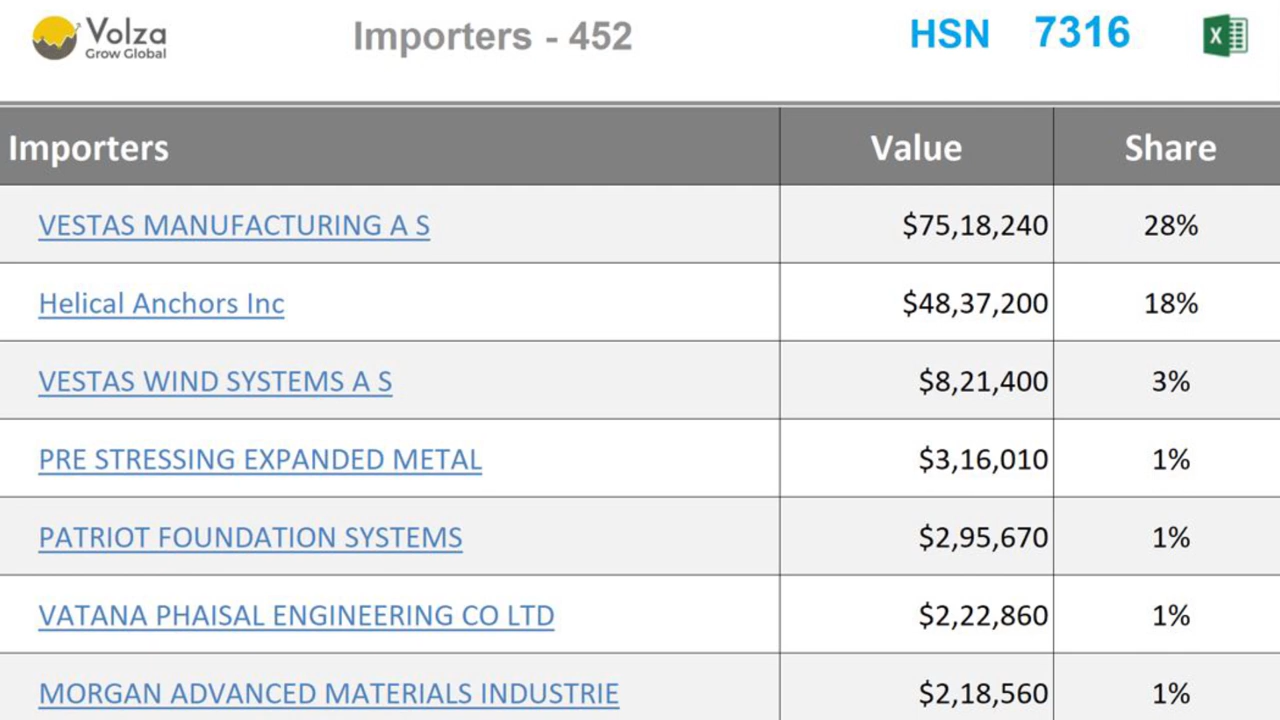 Volza
Grow Global
Importers - 452
HSN 7316
X
Importers Value Share
VESTAS MANUFACTURING A S $75,18,240 28%
Helical Anchors Inc $48,37,200 18%
VESTAS WIND SYSTEMS A S $8,21,400 3%
PRE STRESSING EXPANDED METAL $3,16,010 1%
PATRIOT FOUNDATION SYSTEMS $2,95,670 1%
VATANA PHAISAL ENGINEERING CO LTD $2,22,860 1%
MORGAN ADVANCED MATERIALS INDUSTRIE $2,18,560 1%